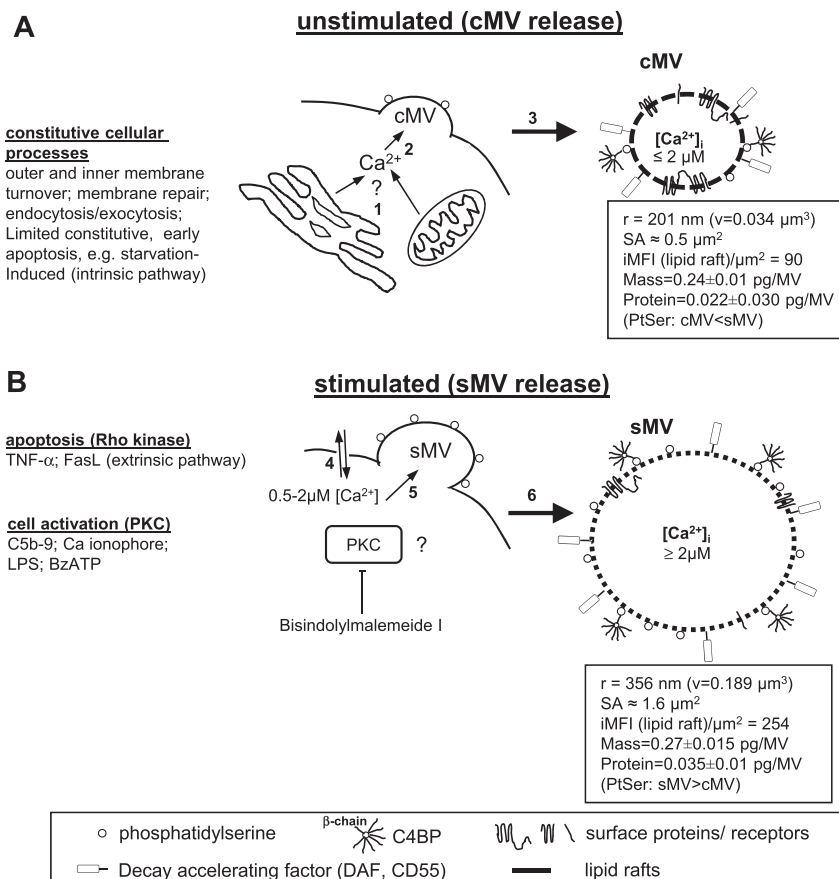 A
unstimulated (cMV release)
constitutive cellular
processes
outer and inner membrane
turnover; membrane repair;
endocytosis/exocytosis;
Limited constitutive, early
apoptosis, e.g. starvation-
Induced (intrinsic pathway)
cMV
2
Ca²⁺
?
1
3
cMV
[Ca²⁺]ᵢ
≤ 2 µM
r = 201 nm (v=0.034 µm³)
SA ≈ 0.5 µm²
iMFI (lipid raft)/µm² = 90
Mass=0.24±0.01 pg/MV
Protein=0.022±0.030 pg/MV
(PtSer: cMV<sMV)
B
stimulated (sMV release)
apoptosis (Rho kinase)
TNF-α; FasL (extrinsic pathway)
cell activation (PKC)
C5b-9; Ca ionophore;
LPS; BzATP
sMV
4
5
0.5-2µM [Ca²⁺]
PKC
?
Bisindolylmalemeide I
6
sMV
[Ca²⁺]ᵢ
≥ 2µM
r = 356 nm (v=0.189 µm³)
SA ≈ 1.6 µm²
iMFI (lipid raft)/µm² = 254
Mass=0.27±0.015 pg/MV
Protein=0.035±0.01 pg/MV
(PtSer: sMV>cMV)
phosphatidylserine
β-chain
C4BP
surface proteins/ receptors
Decay accelerating factor (DAF, CD55)
lipid rafts